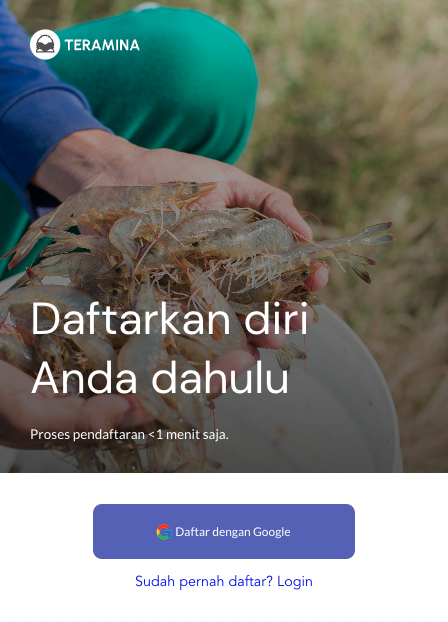 TERAMINA
Daftarkan diri
Anda dahulu
Proses pendaftaran <1 menit saja.
Daftar dengan Google
Sudah pernah daftar? Login